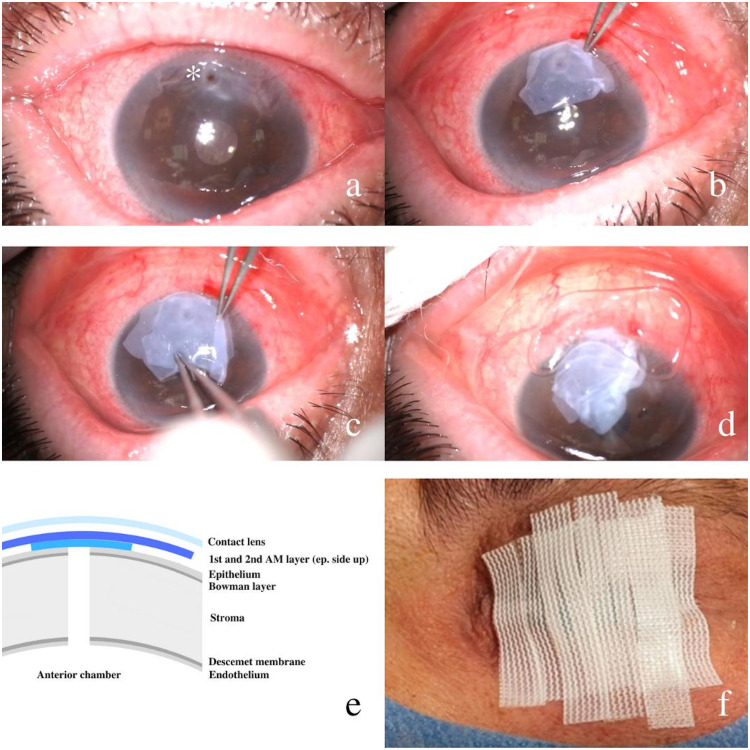 *
a
b
c
d
Contact lens
1st and 2nd AM layer (ep. side up)
Epithelium
Bowman layer
Stroma
Descemet membrane
Endothelium
Anterior chamber
e
f